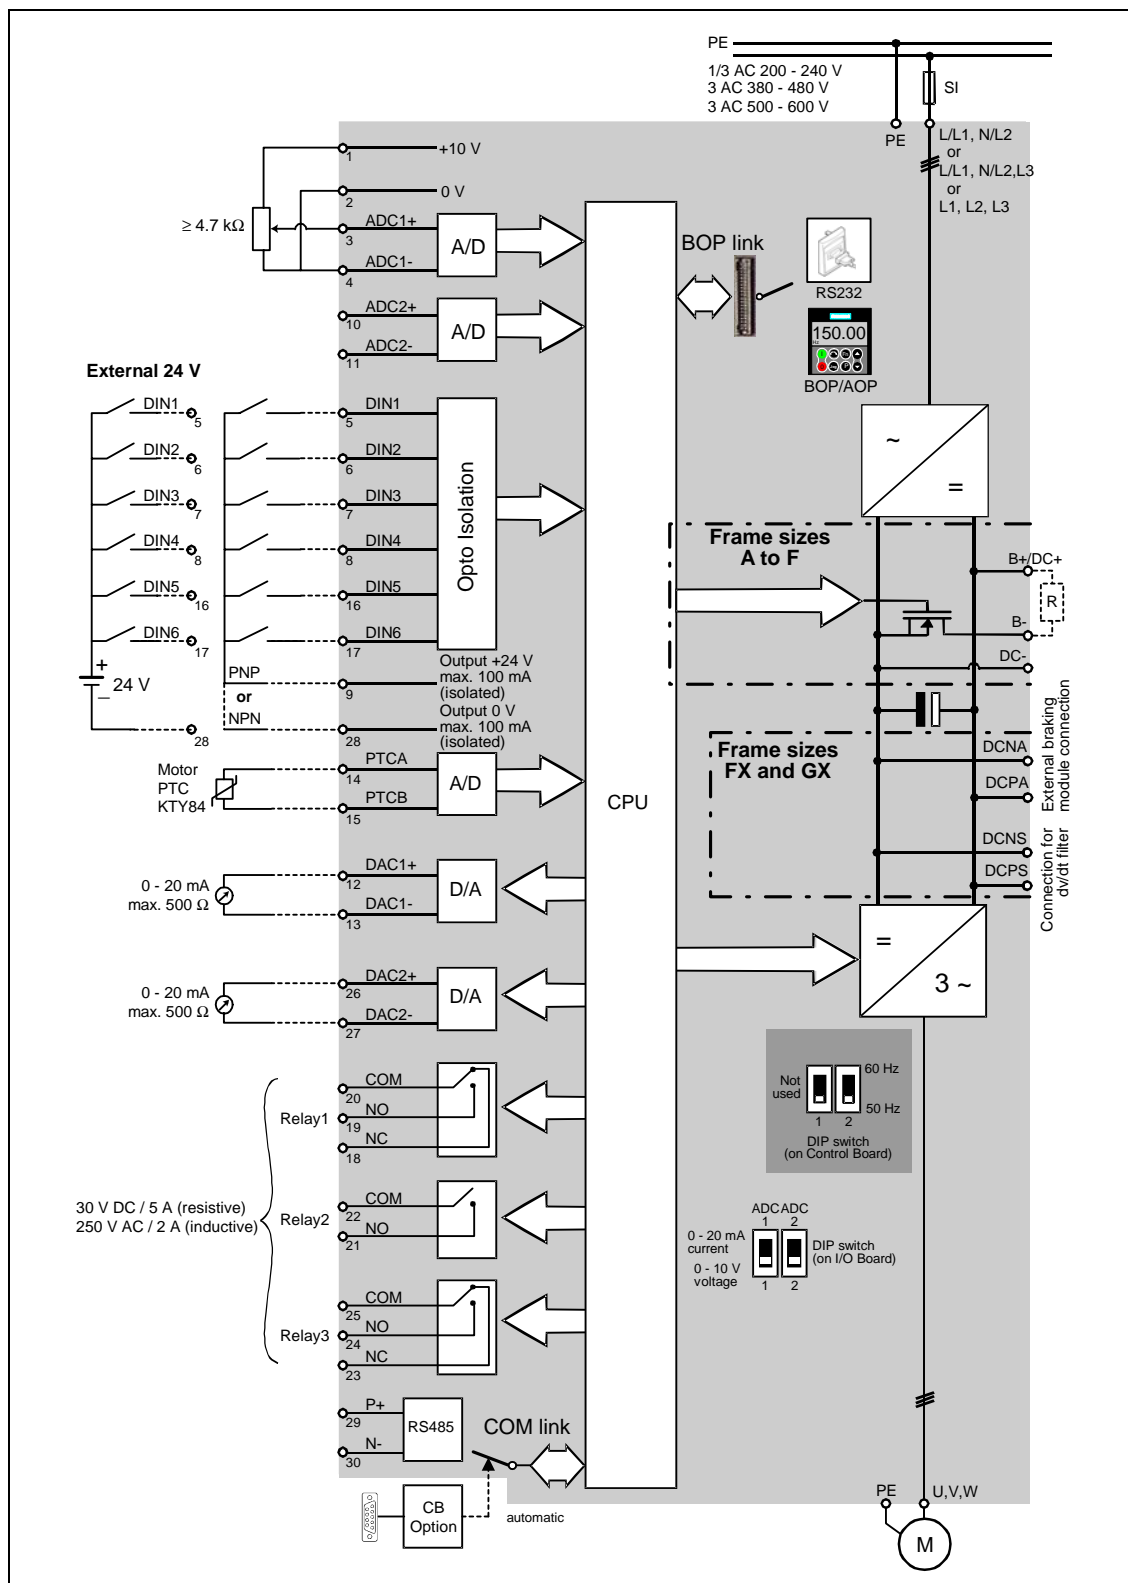 PE
1/3 AC 200 - 240 V
3 AC 380 - 480 V
3 AC 500 - 600 V
SI
PE
L/L1, N/L2
or
L/L1, N/L2,L3
or
L1, L2, L3
1
+10 V
2
0 V
≥ 4.7 kΩ
ADC1+
3
ADC1-
4
A/D
ADC2+
10
ADC2-
11
A/D
BOP link
RS232
150.00
Hz
BOP/AOP
External 24 V
DIN1
5
DIN2
6
DIN3
7
DIN4
8
DIN5
16
DIN6
17
+
24 V
–
28
DIN1
5
DIN2
6
DIN3
7
DIN4
8
DIN5
16
DIN6
17
Opto Isolation
PNP
or
NPN
9
Output +24 V
max. 100 mA
(isolated)
28
Output 0 V
max. 100 mA
(isolated)
~
=
Frame sizes
A to F
B+/DC+
R
B-
DC-
Frame sizes
FX and GX
DCNA
DCPA
External braking
module connection
DCNS
DCPS
Connection for
dv/dt filter
Motor
PTC
KTY84
PTCA
14
PTCB
15
A/D
CPU
0 - 20 mA
max. 500 Ω
DAC1+
12
DAC1-
13
D/A
0 - 20 mA
max. 500 Ω
DAC2+
26
DAC2-
27
D/A
=
3 ~
Not
used
60 Hz
50 Hz
1
2
DIP switch
(on Control Board)
30 V DC / 5 A (resistive)
250 V AC / 2 A (inductive)
Relay1
COM
20
NO
19
NC
18
Relay2
COM
22
NO
21
Relay3
COM
25
NO
24
NC
23
ADC ADC
1 2
0 - 20 mA
current
0 - 10 V
voltage
1 2
DIP switch
(on I/O Board)
P+
29
N-
30
RS485
COM link
CB
Option
automatic
PE
U,V,W
M